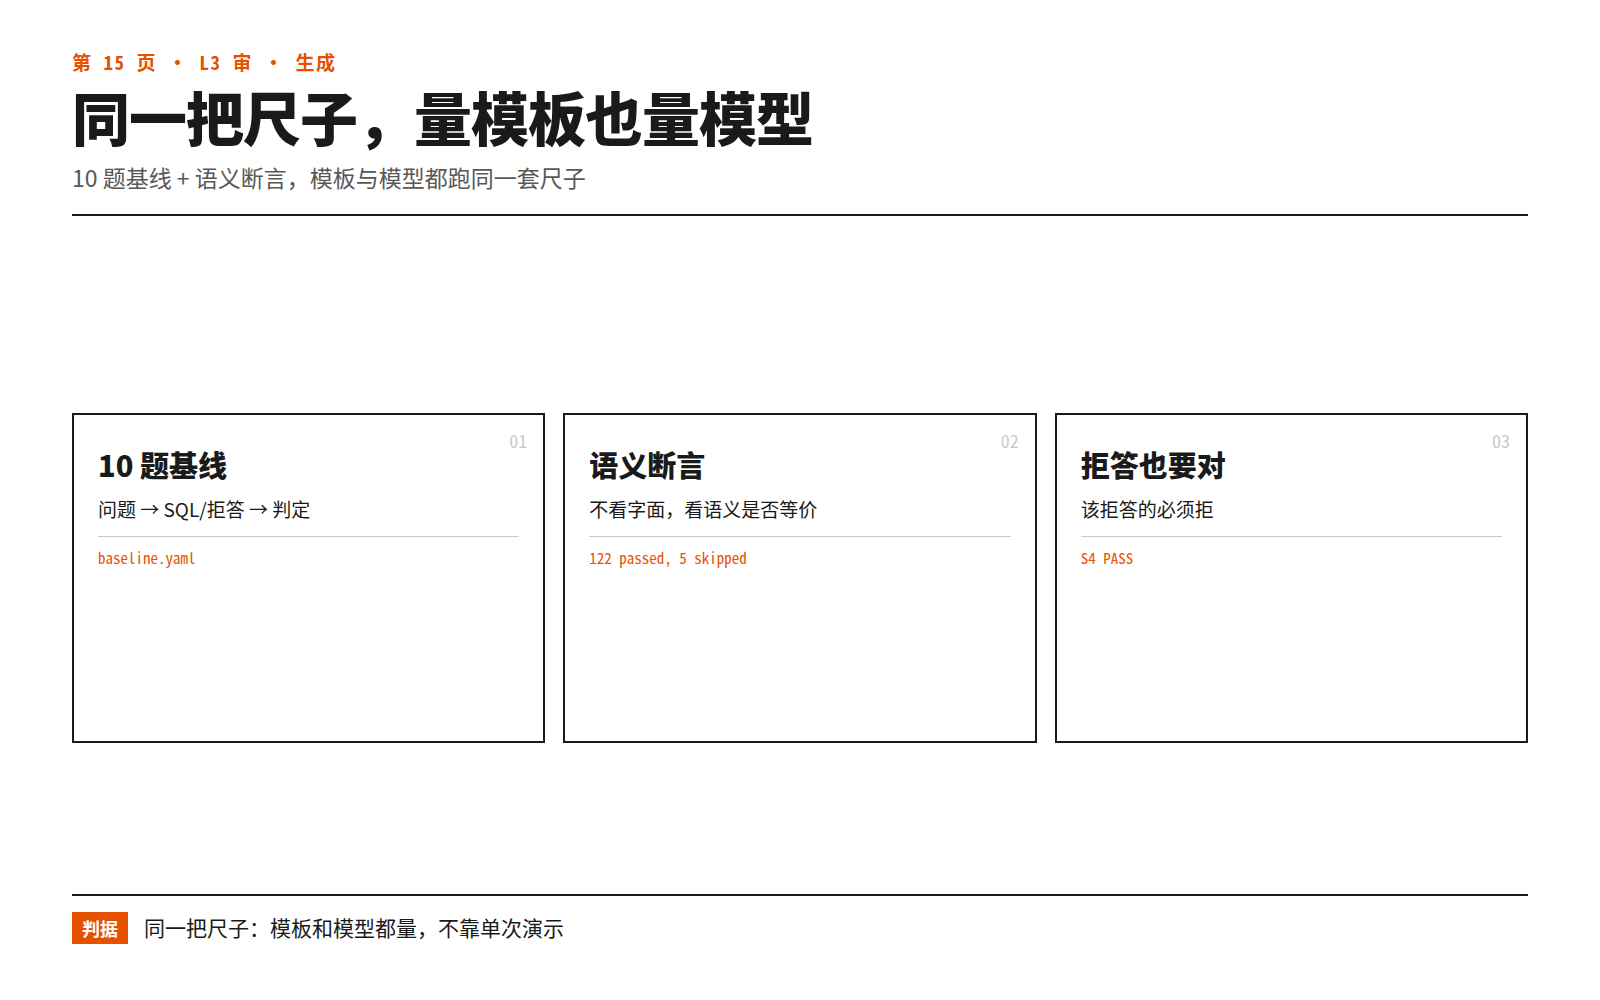 第 15 页 • L3 审 • 生成
同一把尺子，量模板也量模型
10 题基线 + 语义断言，模板与模型都跑同一套尺子
01
10 题基线
问题 → SQL/拒答 → 判定
baseline.yaml
02
语义断言
不看字面，看语义是否等价
122 passed, 5 skipped
03
拒答也要对
该拒答的必须拒
S4 PASS
判据 同一把尺子：模板和模型都量，不靠单次演示